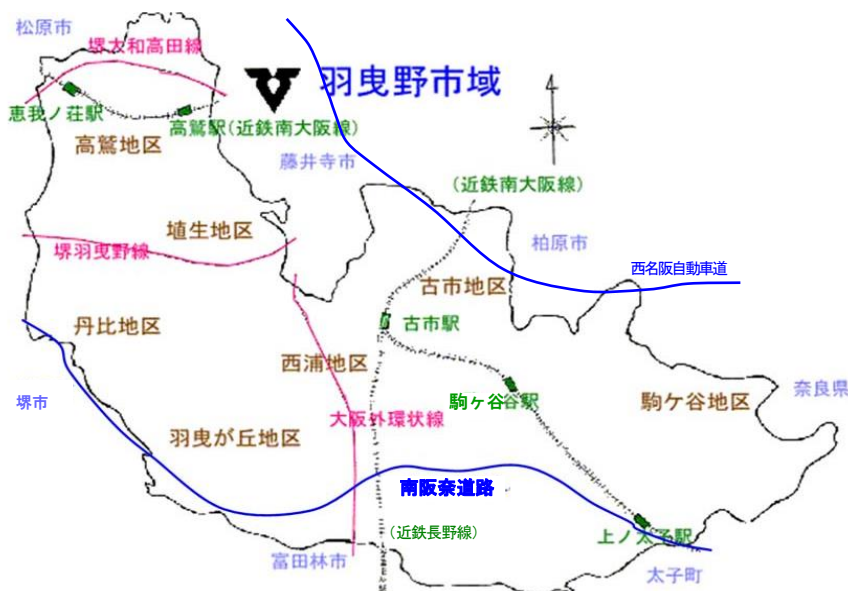 松原市
堺大和高田線
羽曳野市域
4
恵我ノ荘駅
高鷲駅(近鉄南大阪線)
高鷲地区
藤井寺市
(近鉄南大阪線)
埴生地区
柏原市
堺羽曳野線
西名阪自動車道
古市地区
丹比地区
古市駅
西浦地区
奈良県
堺市
駒ヶ谷駅
駒ケ谷地区
大阪外環状線
羽曳が丘地区
南阪奈道路
(近鉄長野線)
上ノ太子駅
富田林市
太子町